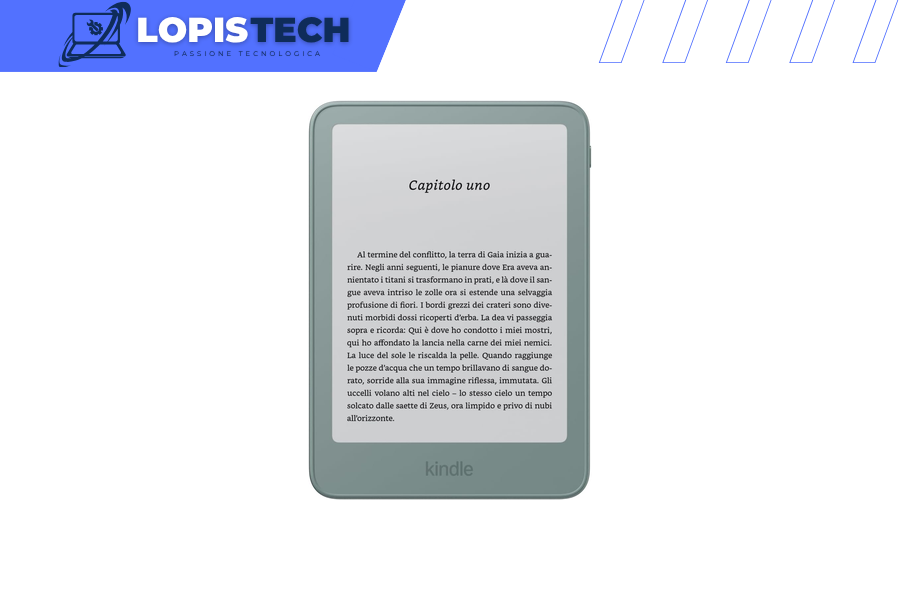 LOPISTECH
PASSIONE TECNOLOGICA
Capitolo uno
Al termine del conflitto, la terra di Gaia inizia a gua-
rire. Negli anni seguenti, le pianure dove Era aveva an-
nientato i titani si trasformano in prati, e là dove il san-
gue aveva intriso le zolle ora si estende una selvaggia
profusione di fiori. I bordi grezzi dei crateri sono dive-
nuti morbidi dossi ricoperti d'erba. La dea vi passeggia
sopra e ricorda: Qui è dove ho condotto i miei mostri,
qui ho affondato la lancia nella carne dei miei nemici.
La luce del sole le riscalda la pelle. Quando raggiunge
le pozze d'acqua che un tempo brillavano di sangue do-
rato, sorride alla sua immagine riflessa, immutata. Gli
uccelli volano alti nel cielo – lo stesso cielo un tempo
solcato dalle saette di Zeus, ora limpido e privo di nubi
all'orizzonte.
kindle